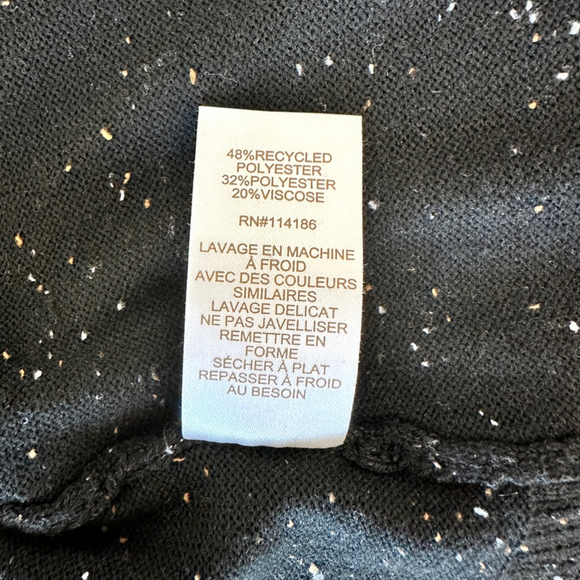 48%RECYCLED
POLYESTER
32%POLYESTER
20%VISCOSE
RN#114186
LAVAGE EN MACHINE
À FROID
AVEC DES COULEURS
SIMILAIRES
LAVAGE DELICAT
NE PAS JAVELLISER
REMETTRE EN
FORME
SÉCHER À PLAT
REPASSER À FROID
AU BESOIN